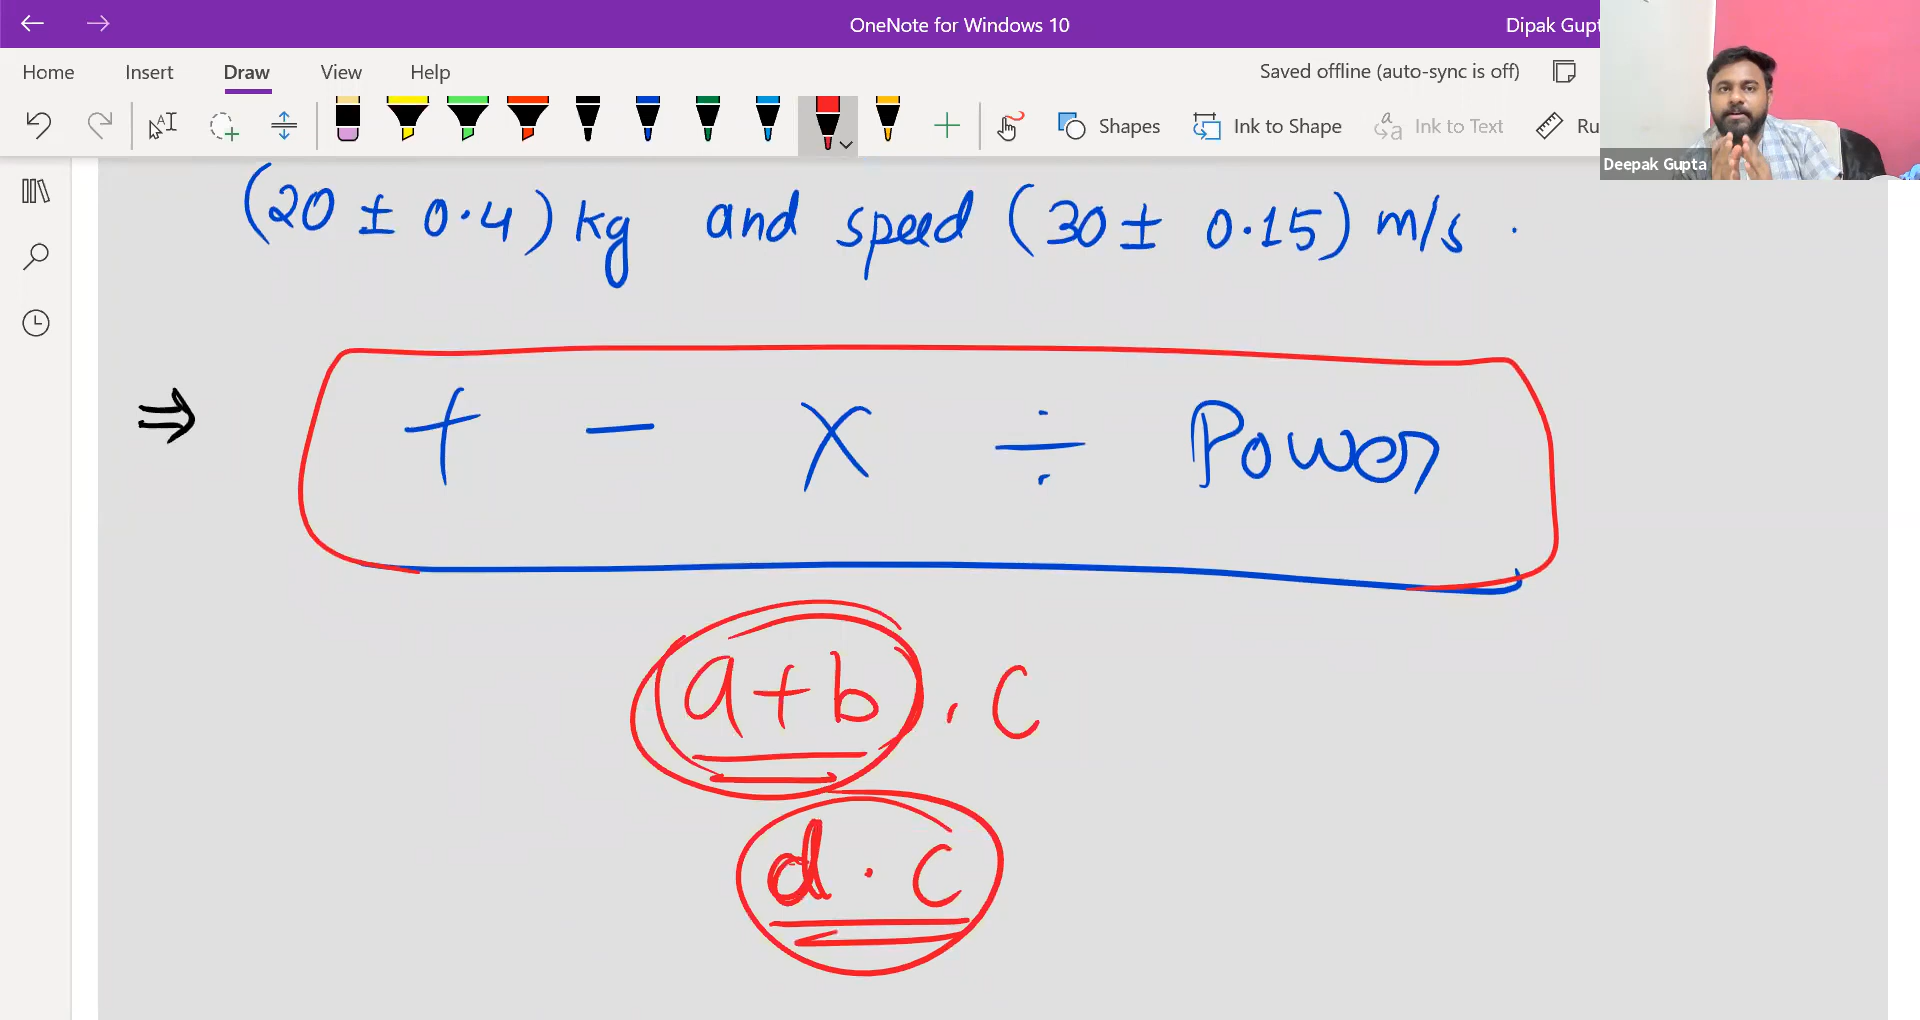 OneNote for Windows 10
Dipak Gupt
Home Insert Draw View Help
Saved offline (auto-sync is off)
Shapes Ink to Shape Ink to Text Ru
Deepak Gupta
(20 ± 0.4) kg and speed (30 ± 0.15) m/s .
⇒ + − × ÷ Power
a+b . c
d . c